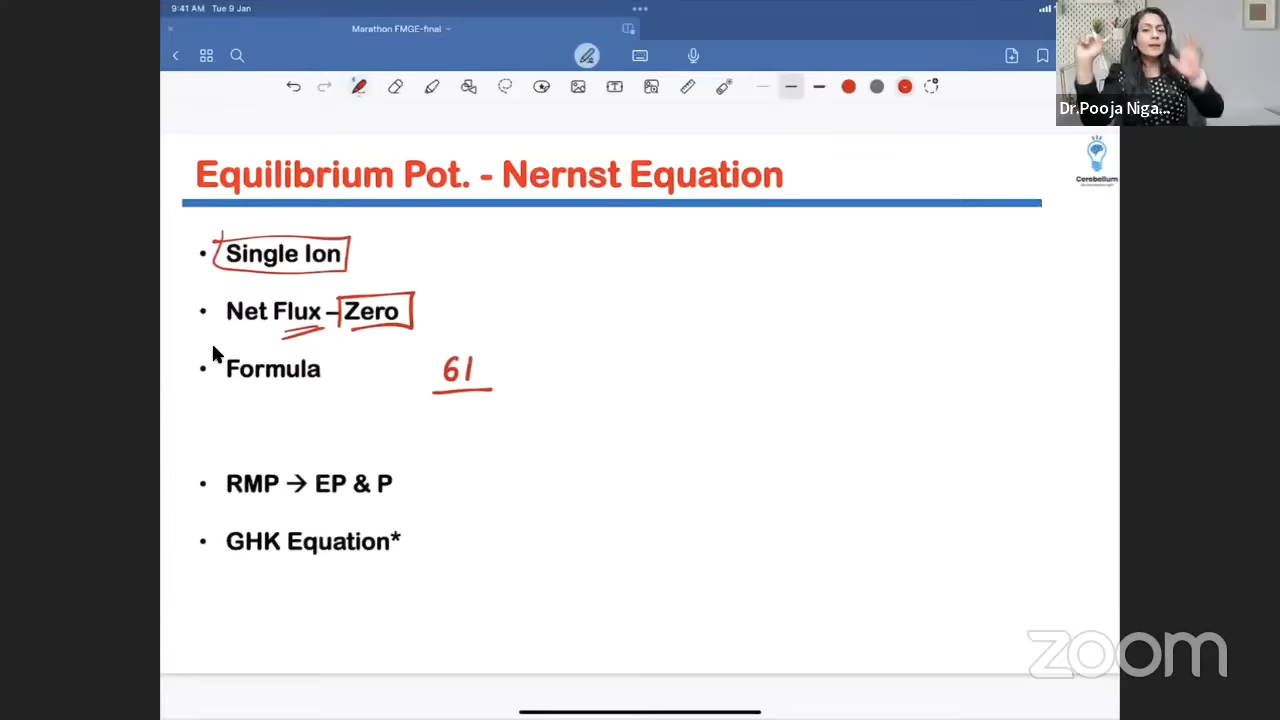 9:41 AM Tue 9 Jan
Marathon FMGE-final
Dr.Pooja Niga...
Cerebellum
Equilibrium Pot. - Nernst Equation
• Single Ion
• Net Flux – Zero
• Formula 61
• RMP → EP & P
• GHK Equation*
zoom